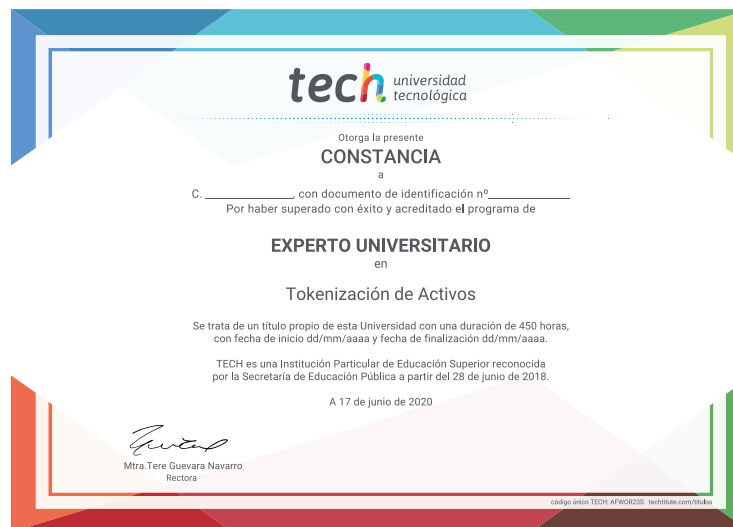 tech universidad
tecnológica
Otorga la presente
CONSTANCIA
a
C. ______________, con documento de identificación nº______________
Por haber superado con éxito y acreditado el programa de
EXPERTO UNIVERSITARIO
en
Tokenización de Activos
Se trata de un título propio de esta Universidad con una duración de 450 horas,
con fecha de inicio dd/mm/aaaa y fecha de finalización dd/mm/aaaa.
TECH es una Institución Particular de Educación Superior reconocida
por la Secretaría de Educación Pública a partir del 28 de junio de 2018.
A 17 de junio de 2020
Mtra.Tere Guevara Navarro
Rectora
código único TECH: AFWOR23S techtitute.com/titulos